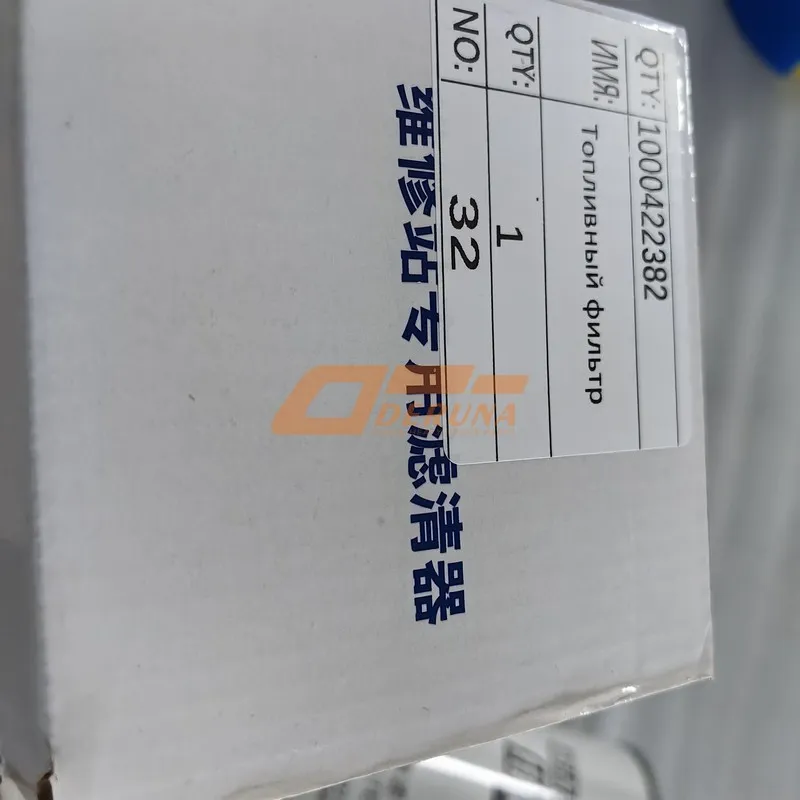 QTY: 1000422382
ИМЯ: Топливный фильтр
QTY: 1
NO: 32
维修站专用滤清器